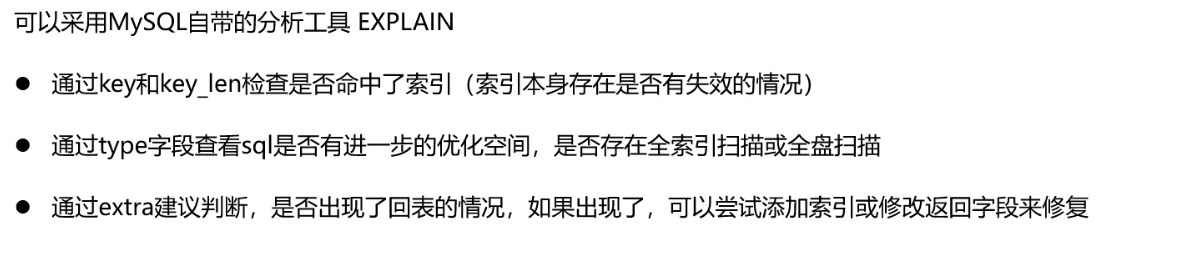 可以采用MySQL自带的分析工具 EXPLAIN
● 通过key和key_len检查是否命中了索引（索引本身存在是否有失效的情况）
● 通过type字段查看sql是否有进一步的优化空间，是否存在全索引扫描或全盘扫描
● 通过extra建议判断，是否出现了回表的情况，如果出现了，可以尝试添加索引或修改返回字段来修复